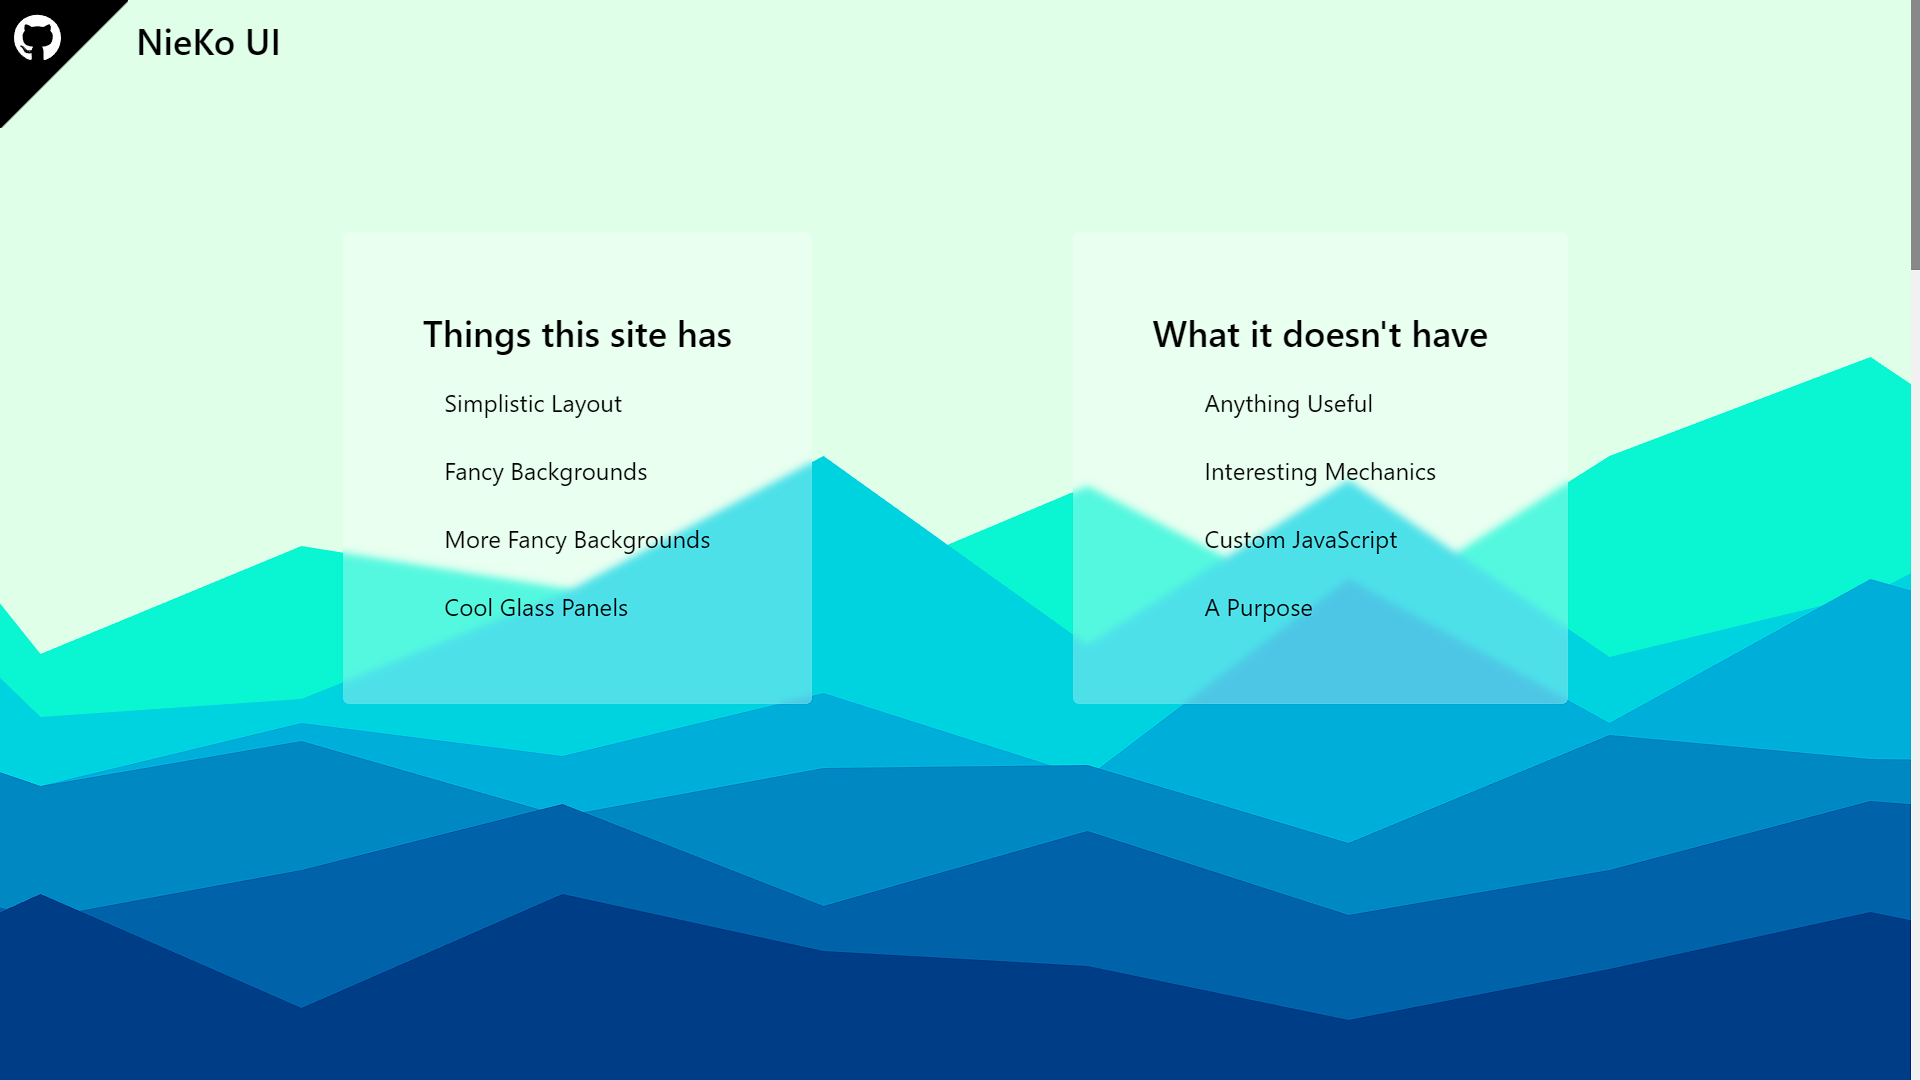 NieKo UI
Things this site has
Simplistic Layout
Fancy Backgrounds
More Fancy Backgrounds
Cool Glass Panels
What it doesn't have
Anything Useful
Interesting Mechanics
Custom JavaScript
A Purpose